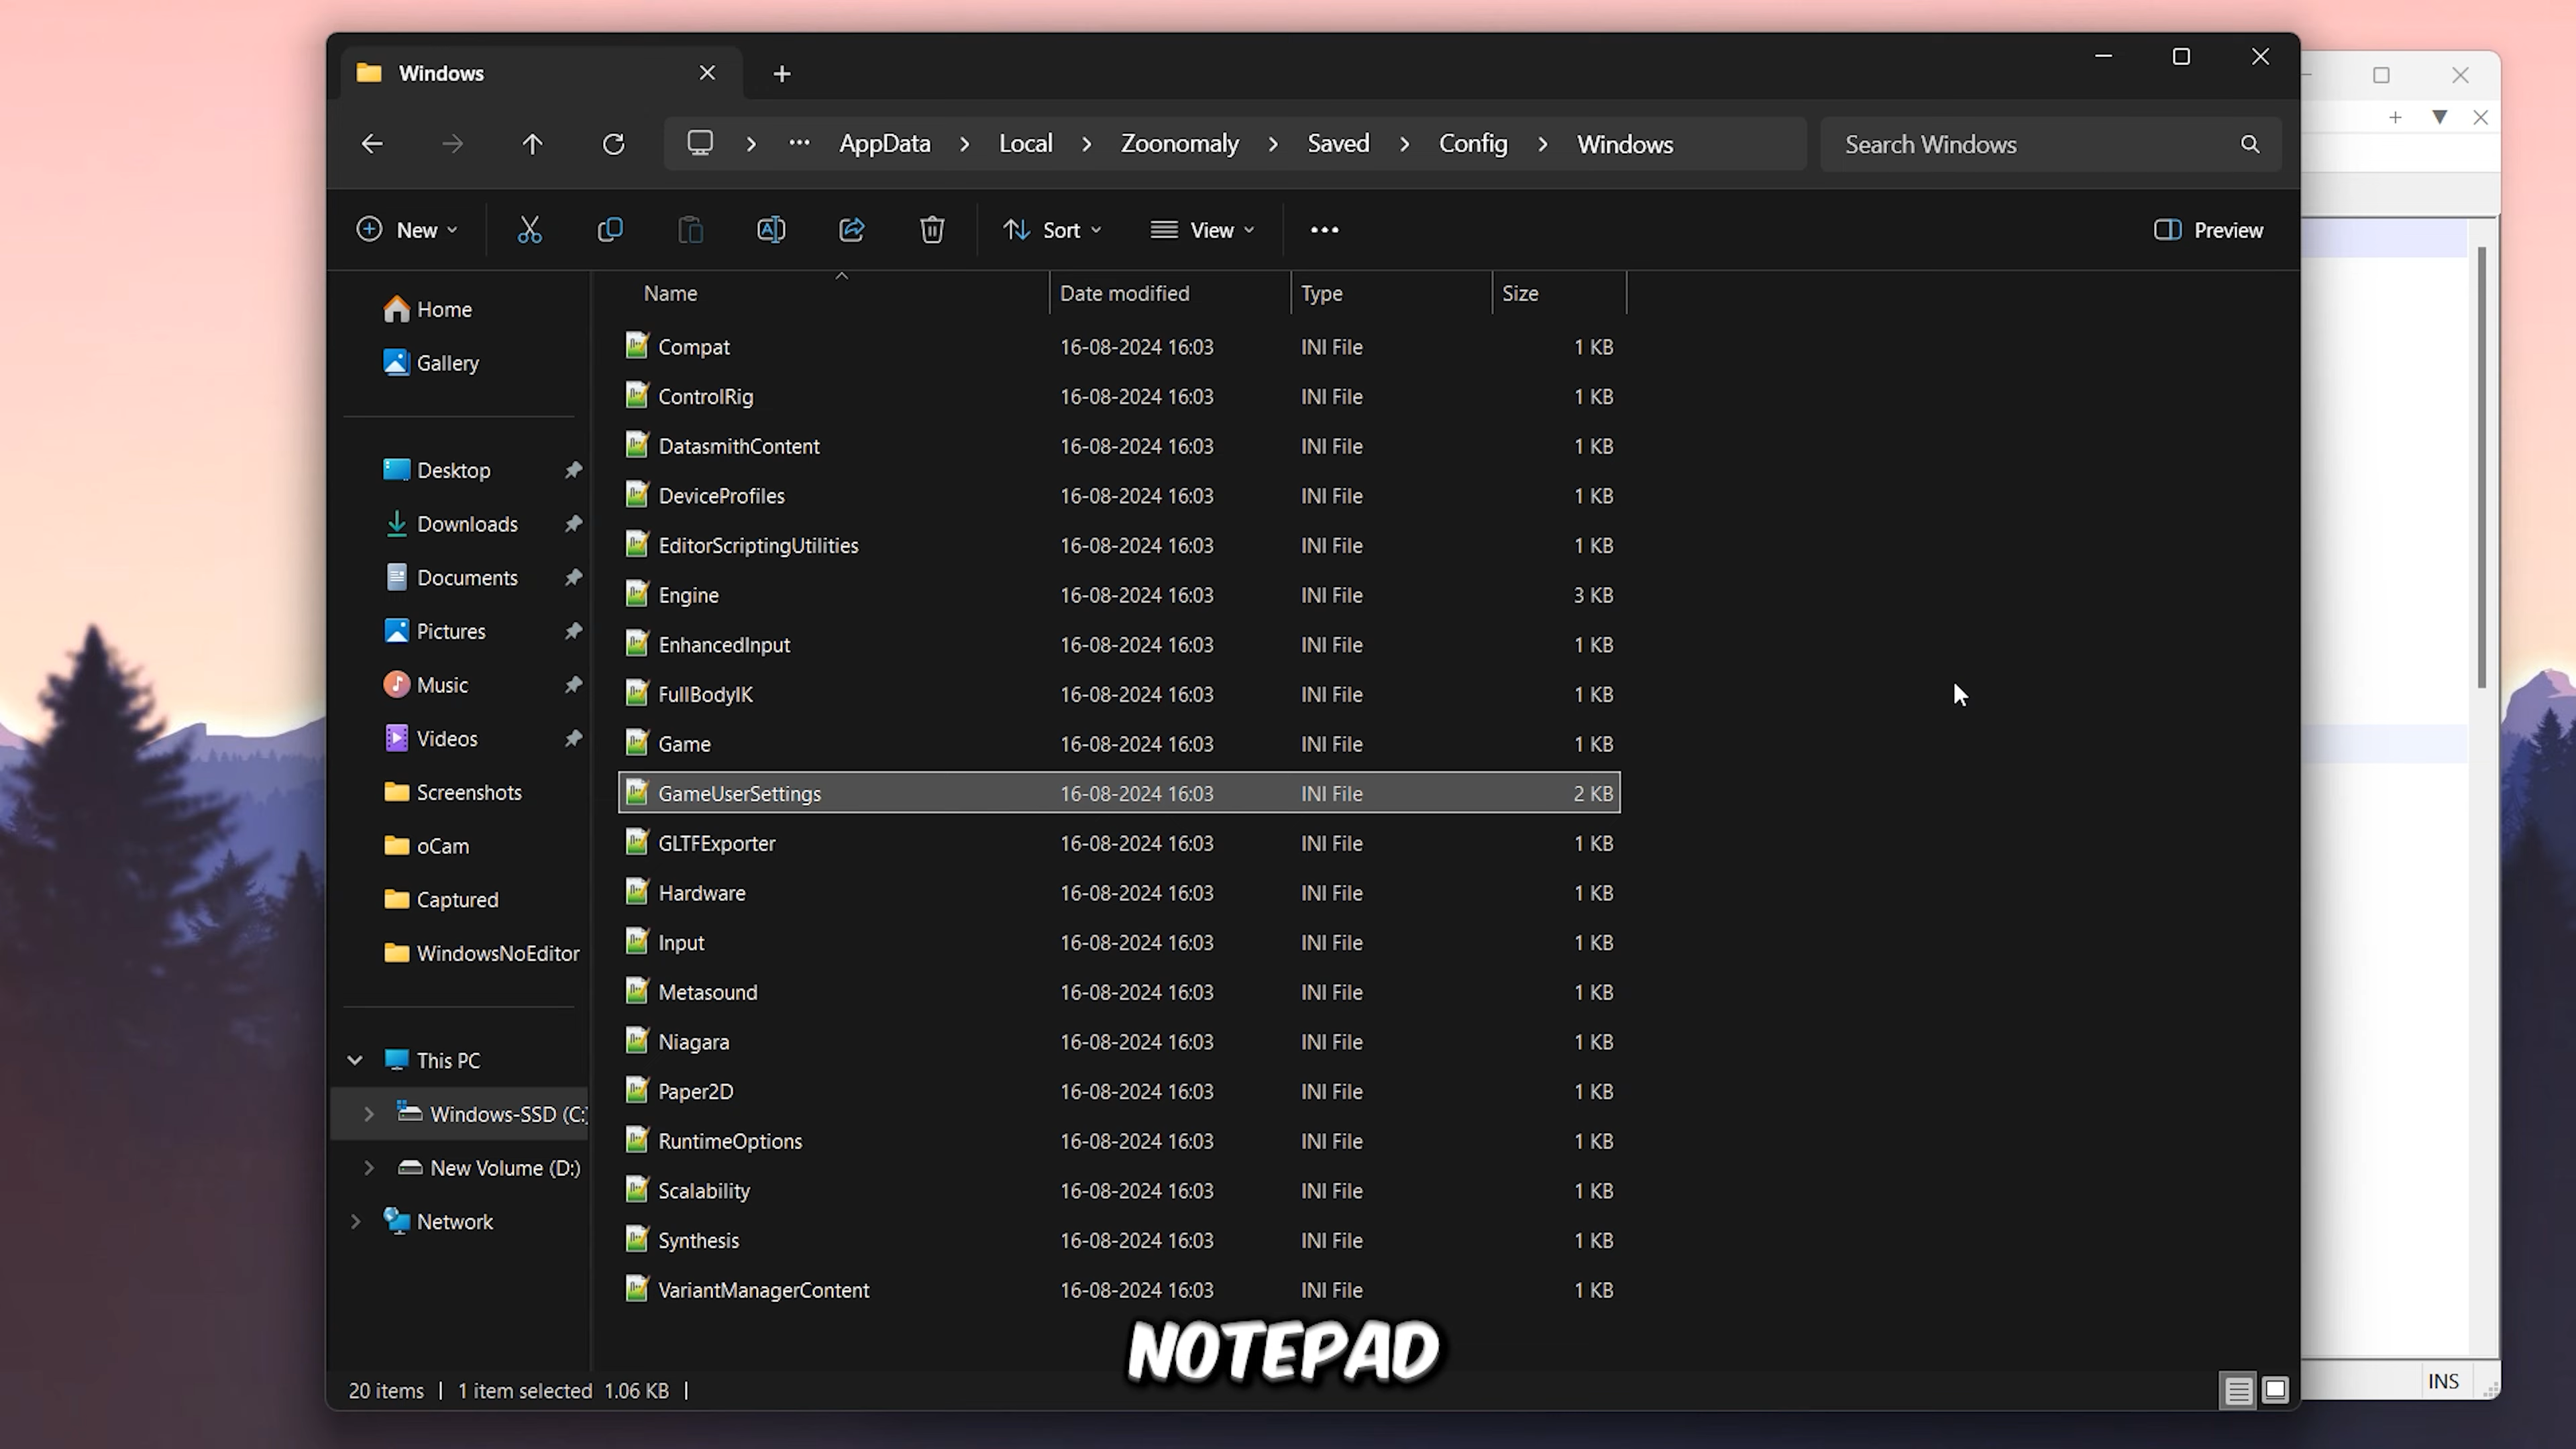 Windows
AppData > Local > Zoonomaly > Saved > Config > Windows
Search Windows
New
Sort
View
Preview
Name Date modified Type Size
Home
Gallery
Desktop
Downloads
Documents
Pictures
Music
Videos
Screenshots
oCam
Captured
WindowsNoEditor
This PC
Windows-SSD (C:)
New Volume (D:)
Network
Compat 16-08-2024 16:03 INI File 1 KB
ControlRig 16-08-2024 16:03 INI File 1 KB
DatasmithContent 16-08-2024 16:03 INI File 1 KB
DeviceProfiles 16-08-2024 16:03 INI File 1 KB
EditorScriptingUtilities 16-08-2024 16:03 INI File 1 KB
Engine 16-08-2024 16:03 INI File 3 KB
EnhancedInput 16-08-2024 16:03 INI File 1 KB
FullBodyIK 16-08-2024 16:03 INI File 1 KB
Game 16-08-2024 16:03 INI File 1 KB
GameUserSettings 16-08-2024 16:03 INI File 2 KB
GLTFExporter 16-08-2024 16:03 INI File 1 KB
Hardware 16-08-2024 16:03 INI File 1 KB
Input 16-08-2024 16:03 INI File 1 KB
Metasound 16-08-2024 16:03 INI File 1 KB
Niagara 16-08-2024 16:03 INI File 1 KB
Paper2D 16-08-2024 16:03 INI File 1 KB
RuntimeOptions 16-08-2024 16:03 INI File 1 KB
Scalability 16-08-2024 16:03 INI File 1 KB
Synthesis 16-08-2024 16:03 INI File 1 KB
VariantManagerContent 16-08-2024 16:03 INI File 1 KB
NOTEPAD
20 items | 1 item selected 1.06 KB |
INS